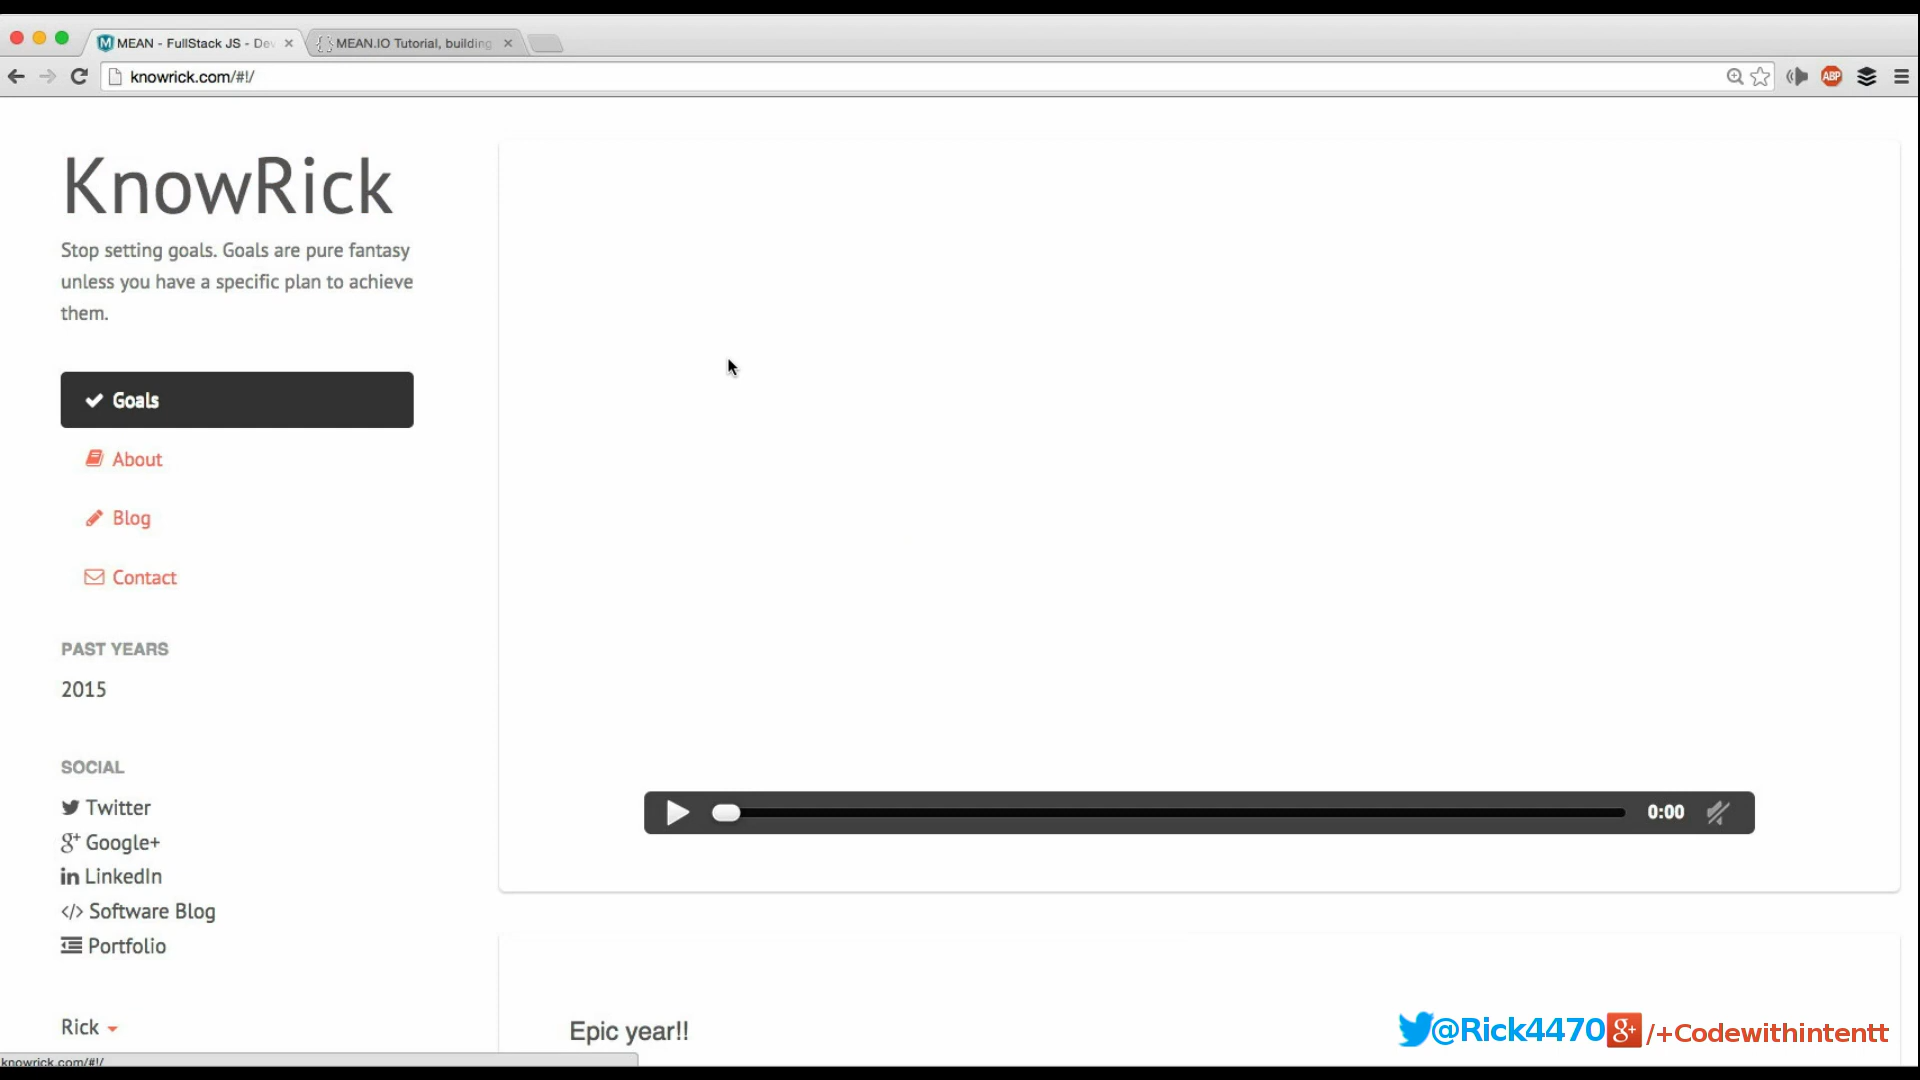 MEAN - FullStack JS - Dev
MEAN.IO Tutorial, building
knowrick.com/#!/
ABP
KnowRick
Stop setting goals. Goals are pure fantasy
unless you have a specific plan to achieve
them.
Goals
About
Blog
Contact
PAST YEARS
2015
SOCIAL
Twitter
g+ Google+
in LinkedIn
</> Software Blog
Portfolio
Rick
0:00
Epic year!!
@Rick4470 g+ /+Codewithintentt
knowrick.com/#!/